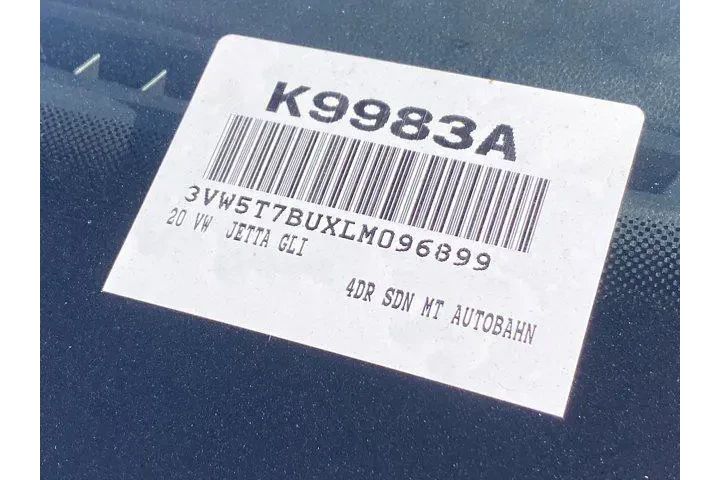 K9983A
3VW5T7BUXLM096899
20 VW JETTA GLI
4DR SDN MT AUTOBAHN